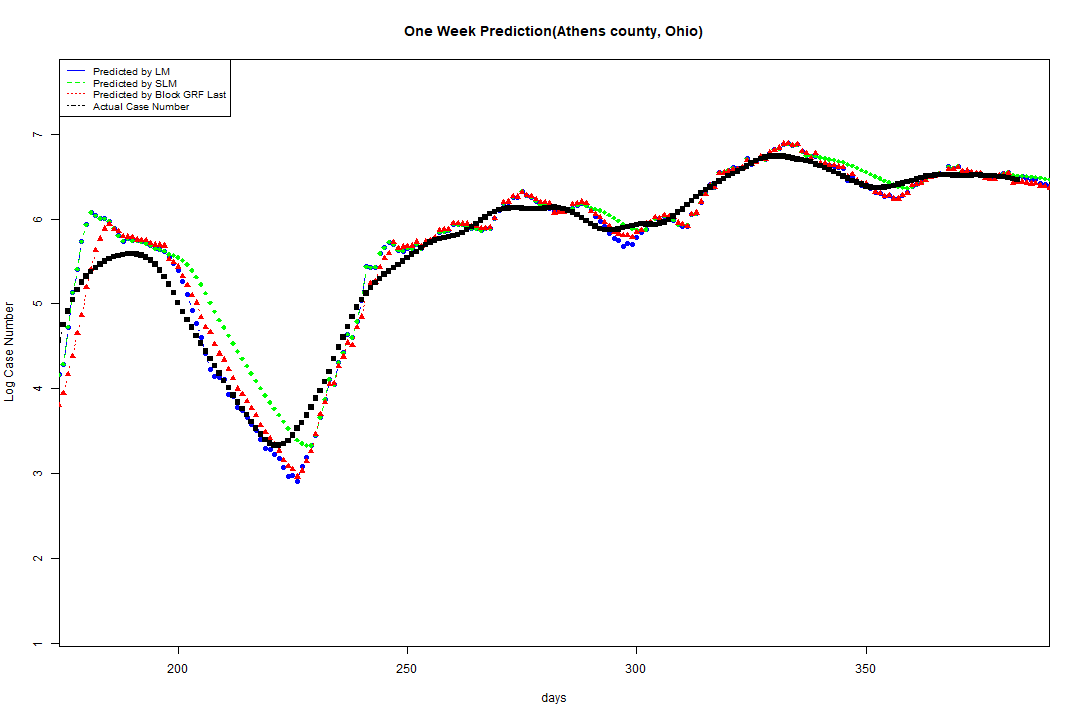 One Week Prediction(Athens county, Ohio)
Predicted by LM
Predicted by SLM
Predicted by Block GRF Last
Actual Case Number
Log Case Number
7
6
5
4
3
2
1
200
250
300
350
days